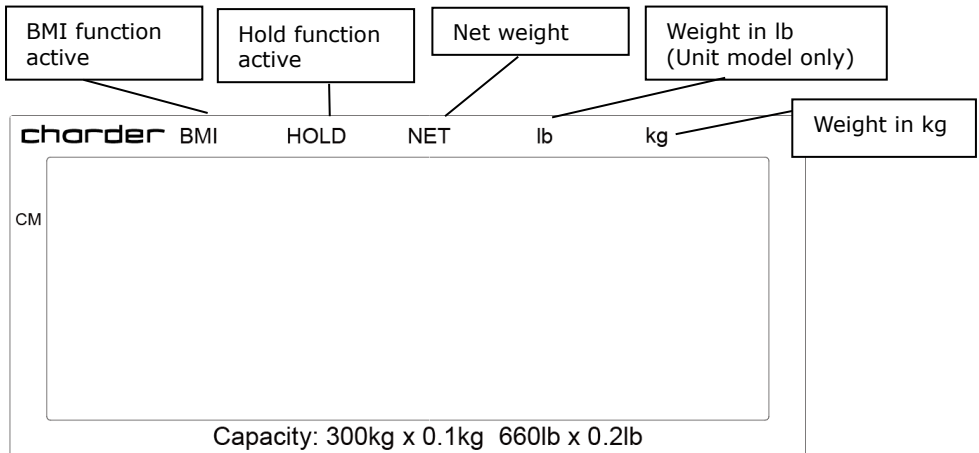 BMI function
active
Hold function
active
Net weight
Weight in lb
(Unit model only)
Weight in kg
charder BMI HOLD NET lb kg
CM
Capacity: 300kg x 0.1kg 660lb x 0.2lb